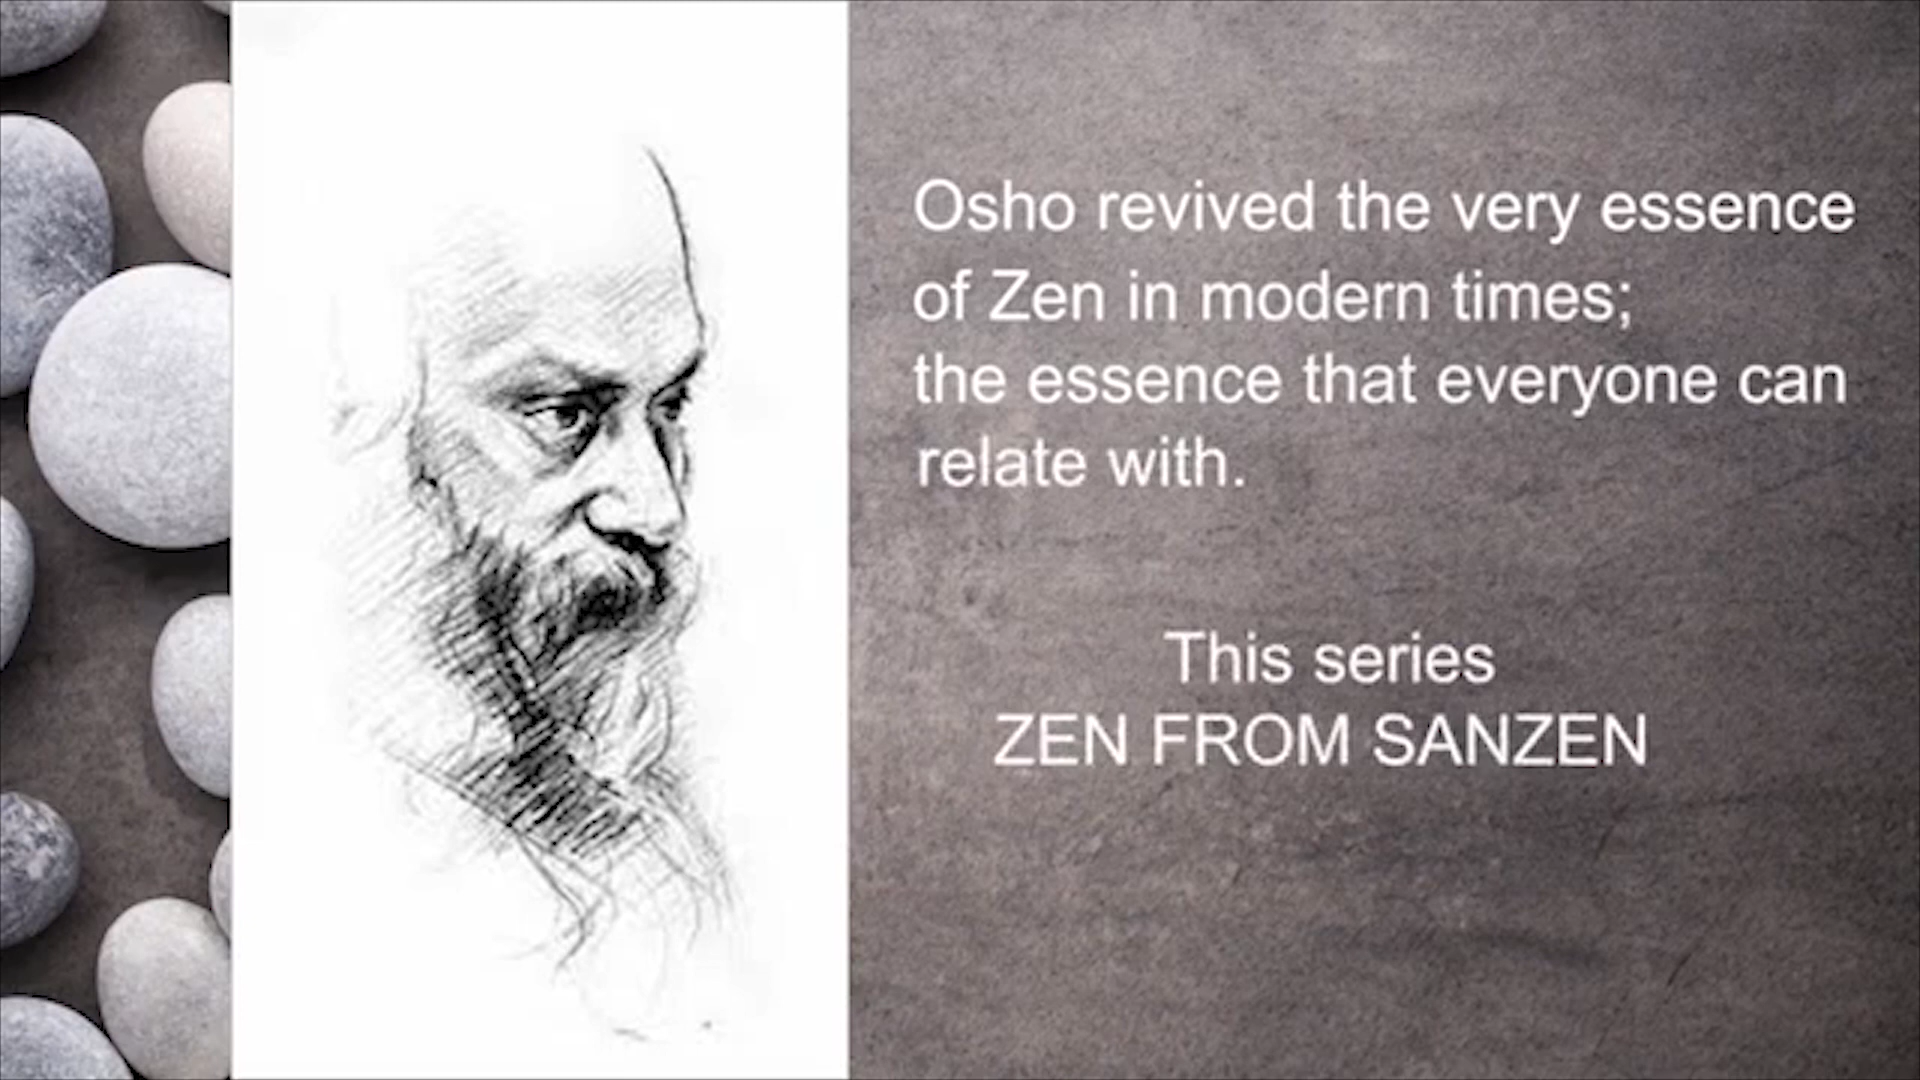 Osho revived the very essence
of Zen in modern times;
the essence that everyone can
relate with.
This series
ZEN FROM SANZEN